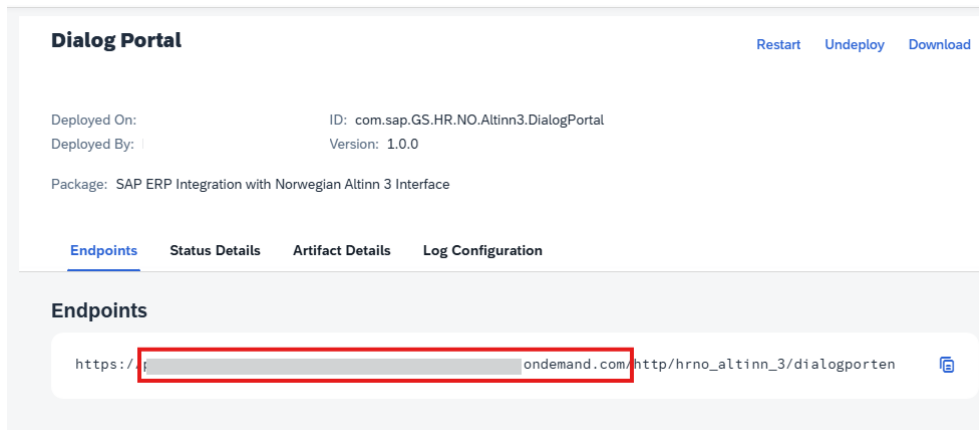 Dialog Portal
Restart Undeploy Download
Deployed On:
ID: com.sap.GS.HR.NO.Altinn3.DialogPortal
Deployed By:
Version: 1.0.0
Package: SAP ERP Integration with Norwegian Altinn 3 Interface
Endpoints Status Details Artifact Details Log Configuration
Endpoints
https:/ ondemand.com/http/hrno_altinn_3/dialogporten